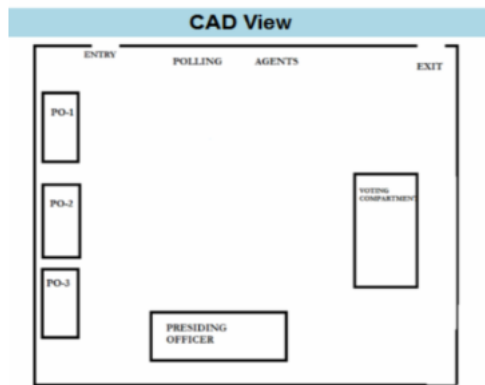 CAD View
ENTRY
POLLING AGENTS
EXIT
PO-1
VOTING
COMPARTMENT
PO-2
PO-3
PRESIDING
OFFICER